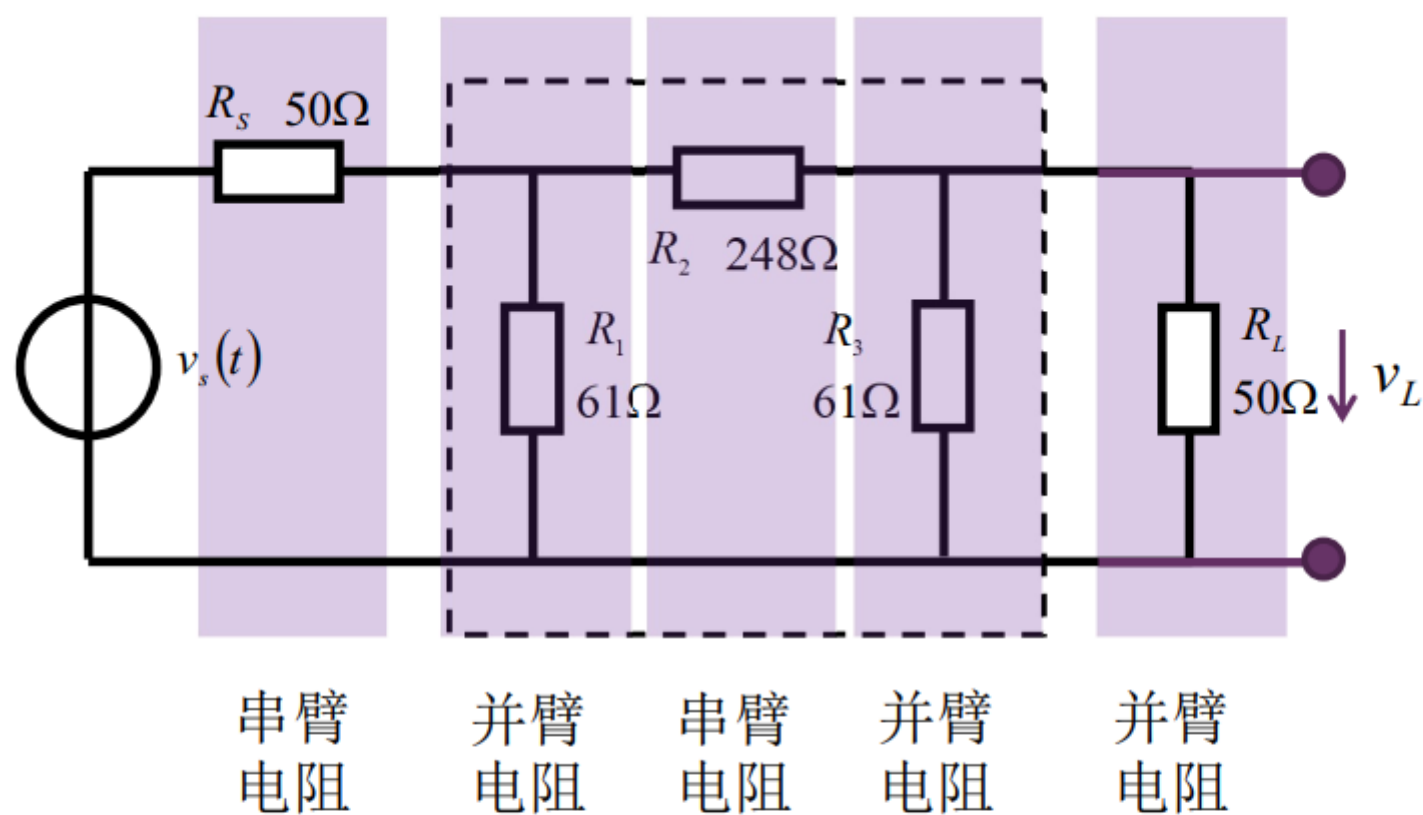 R_S 50Ω
R_2 248Ω
v_s(t)
R_1
61Ω
R_3
61Ω
R_L
50Ω
v_L
串臂
电阻
并臂
电阻
串臂
电阻
并臂
电阻
并臂
电阻